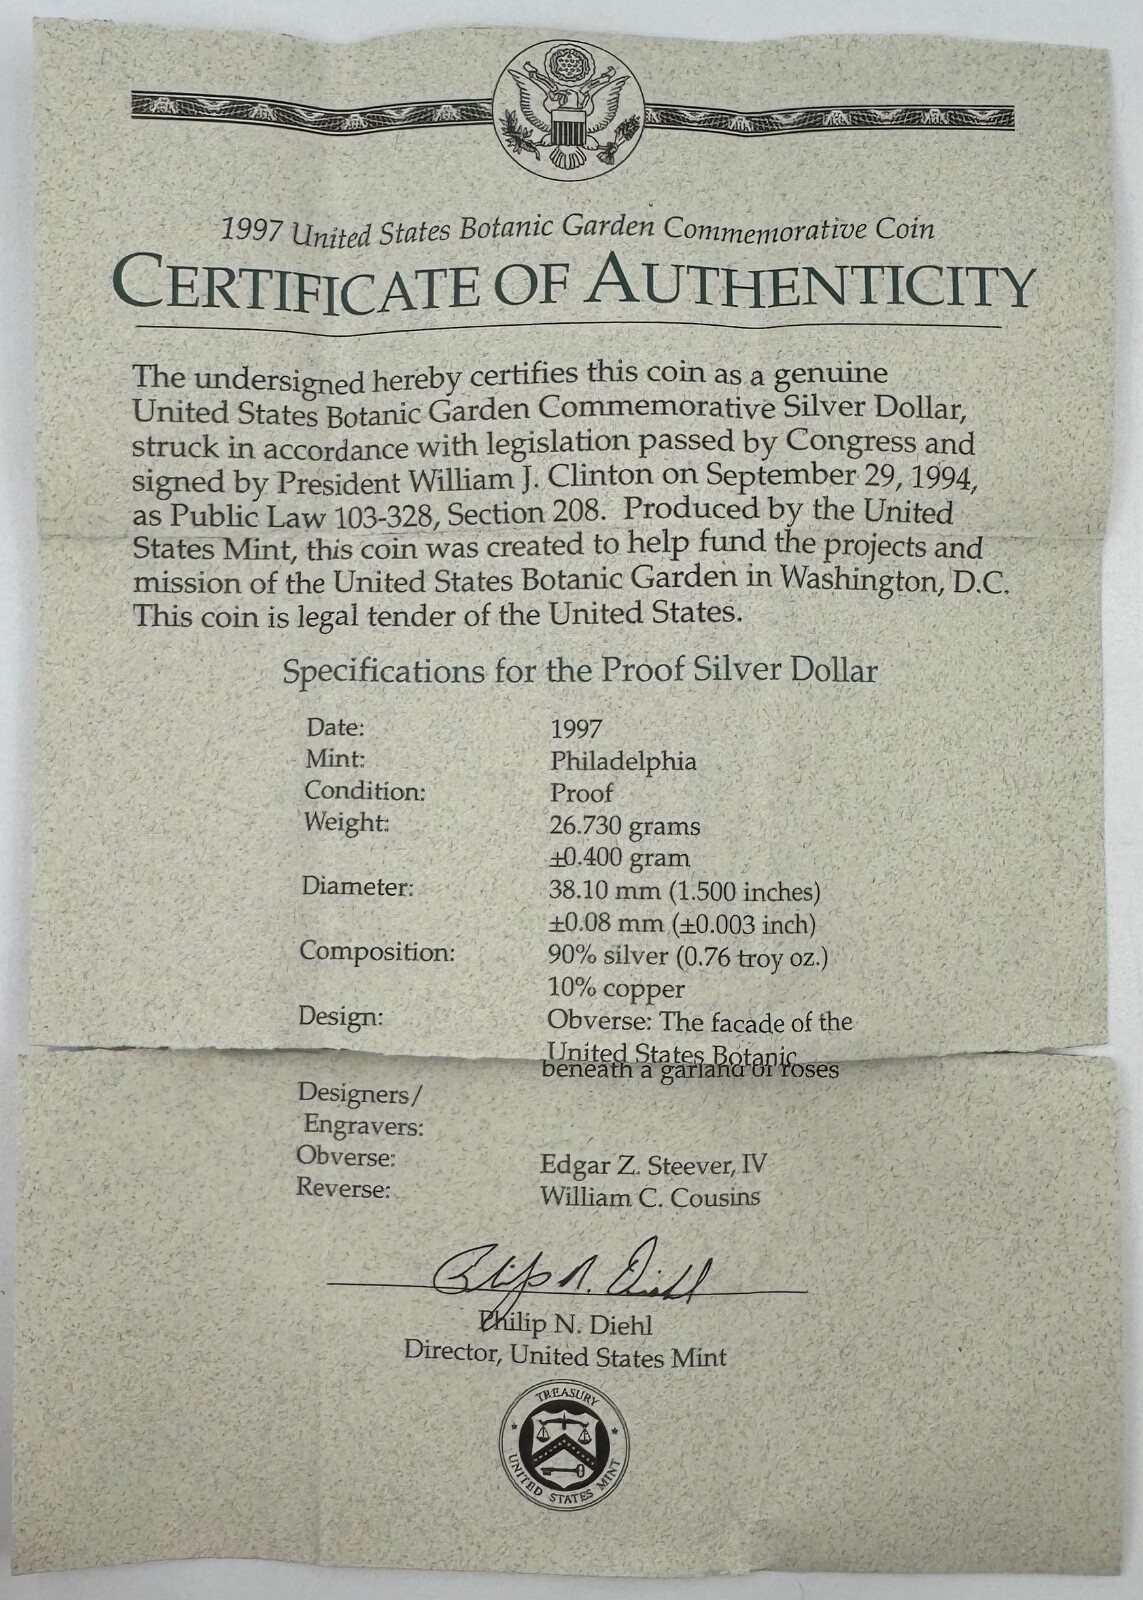 1997 United States Botanic Garden Commemorative Coin
CERTIFICATE OF AUTHENTICITY
The undersigned hereby certifies this coin as a genuine
United States Botanic Garden Commemorative Silver Dollar,
struck in accordance with legislation passed by Congress and
signed by President William J. Clinton on September 29, 1994,
as Public Law 103-328, Section 208. Produced by the United
States Mint, this coin was created to help fund the projects and
mission of the United States Botanic Garden in Washington, D.C.
This coin is legal tender of the United States.
Specifications for the Proof Silver Dollar
Date: 1997
Mint: Philadelphia
Condition: Proof
Weight: 26.730 grams
±0.400 gram
Diameter: 38.10 mm (1.500 inches)
±0.08 mm (±0.003 inch)
Composition: 90% silver (0.76 troy oz.)
10% copper
Design: Obverse: The facade of the
United States Botanic
beneath a garland of roses
Designers/
Engravers:
Obverse: Edgar Z. Steever, IV
Reverse: William C. Cousins
Philip N. Diehl
Philip N. Diehl
Director, United States Mint
TREASURY
UNITED STATES MINT